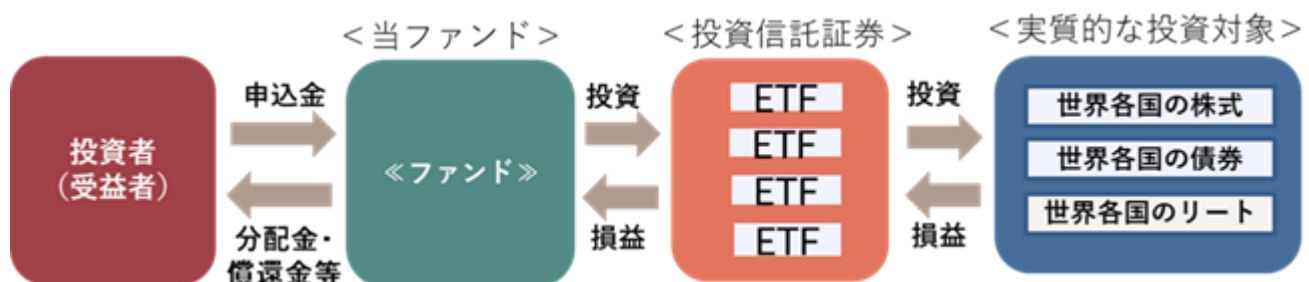 <当ファンド>
<投資信託証券>
<実質的な投資対象>
投資者
(受益者)
申込金
分配金・
償還金等
≪ファンド≫
投資
損益
ETF
ETF
ETF
ETF
投資
損益
世界各国の株式
世界各国の債券
世界各国のリート